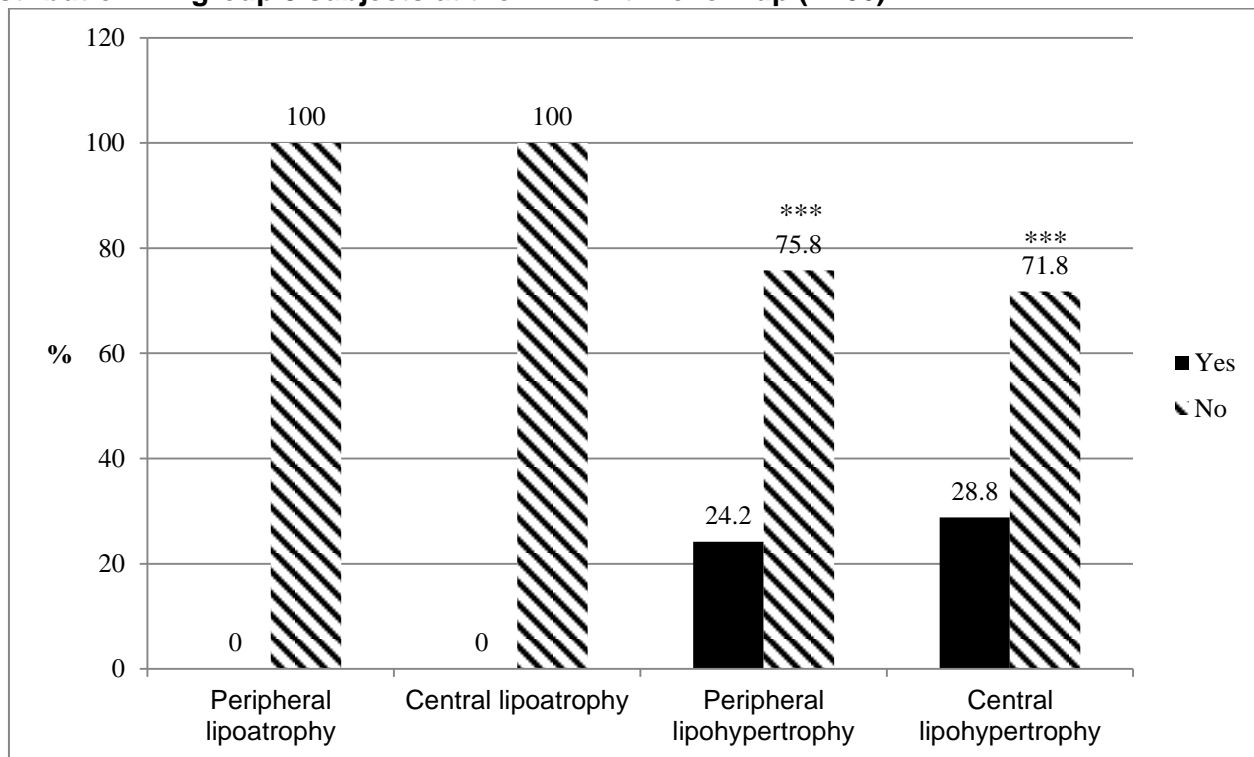 120
100
80
60
40
20
0
%
0
100
0
100
24.2
***
75.8
28.8
***
71.8
Peripheral
lipoatrophy
Central lipoatrophy
Peripheral
lipohypertrophy
Central
lipohypertrophy
Yes
No